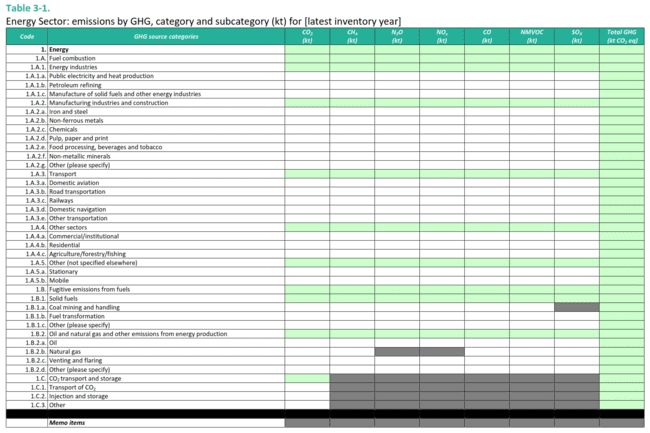 Table 3-1.
Energy Sector: emissions by GHG, category and subcategory (kt) for [latest inventory year]
Code GHG source categories CO₂ (kt) CH₄ (kt) N₂O (kt) NOₓ (kt) CO (kt) NMVOC (kt) SOₓ (kt) Total GHG (kt CO₂ eq)
1. Energy
1.A. Fuel combustion
1.A.1. Energy industries
1.A.1.a. Public electricity and heat production
1.A.1.b. Petroleum refining
1.A.1.c. Manufacture of solid fuels and other energy industries
1.A.2. Manufacturing industries and construction
1.A.2.a. Iron and steel
1.A.2.b. Non-ferrous metals
1.A.2.c. Chemicals
1.A.2.d. Pulp, paper and print
1.A.2.e. Food processing, beverages and tobacco
1.A.2.f. Non-metallic minerals
1.A.2.g. Other (please specify)
1.A.3. Transport
1.A.3.a. Domestic aviation
1.A.3.b. Road transportation
1.A.3.c. Railways
1.A.3.d. Domestic navigation
1.A.3.e. Other transportation
1.A.4. Other sectors
1.A.4.a. Commercial/institutional
1.A.4.b. Residential
1.A.4.c. Agriculture/forestry/fishing
1.A.5. Other (not specified elsewhere)
1.A.5.a. Stationary
1.A.5.b. Mobile
1.B. Fugitive emissions from fuels
1.B.1. Solid fuels
1.B.1.a. Coal mining and handling
1.B.1.b. Fuel transformation
1.B.1.c. Other (please specify)
1.B.2. Oil and natural gas and other emissions from energy production
1.B.2.a. Oil
1.B.2.b. Natural gas
1.B.2.c. Venting and flaring
1.B.2.d. Other (please specify)
1.C. CO₂ transport and storage
1.C.1. Transport of CO₂
1.C.2. Injection and storage
1.C.3. Other
Memo items